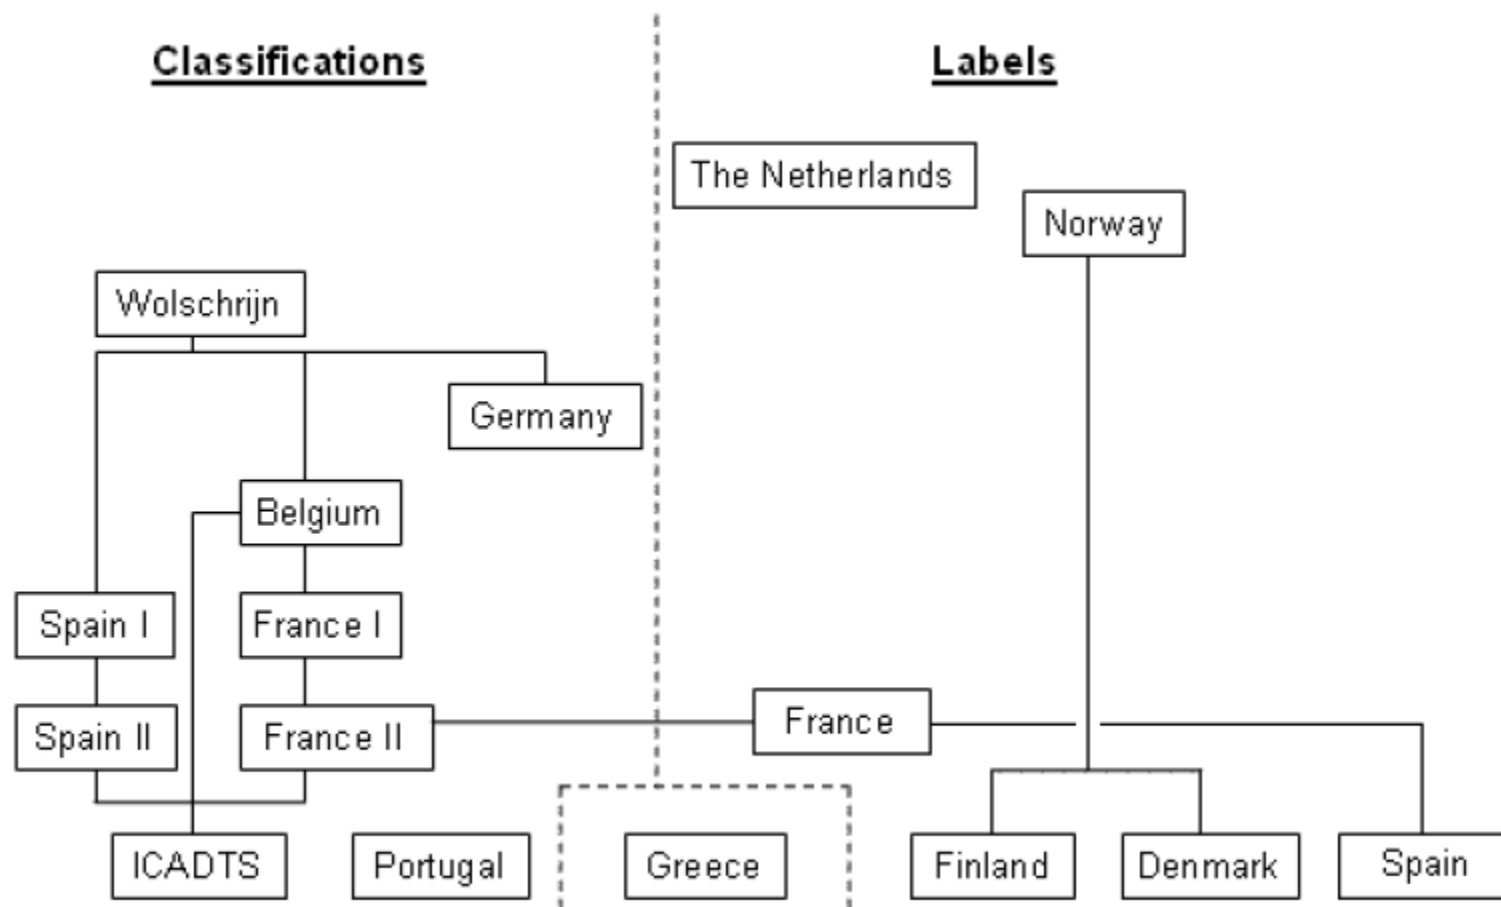 Classifications
Labels
The Netherlands
Norway
Wolschrijn
Germany
Belgium
Spain I
France I
Spain II
France II
France
ICADTS
Portugal
Greece
Finland
Denmark
Spain